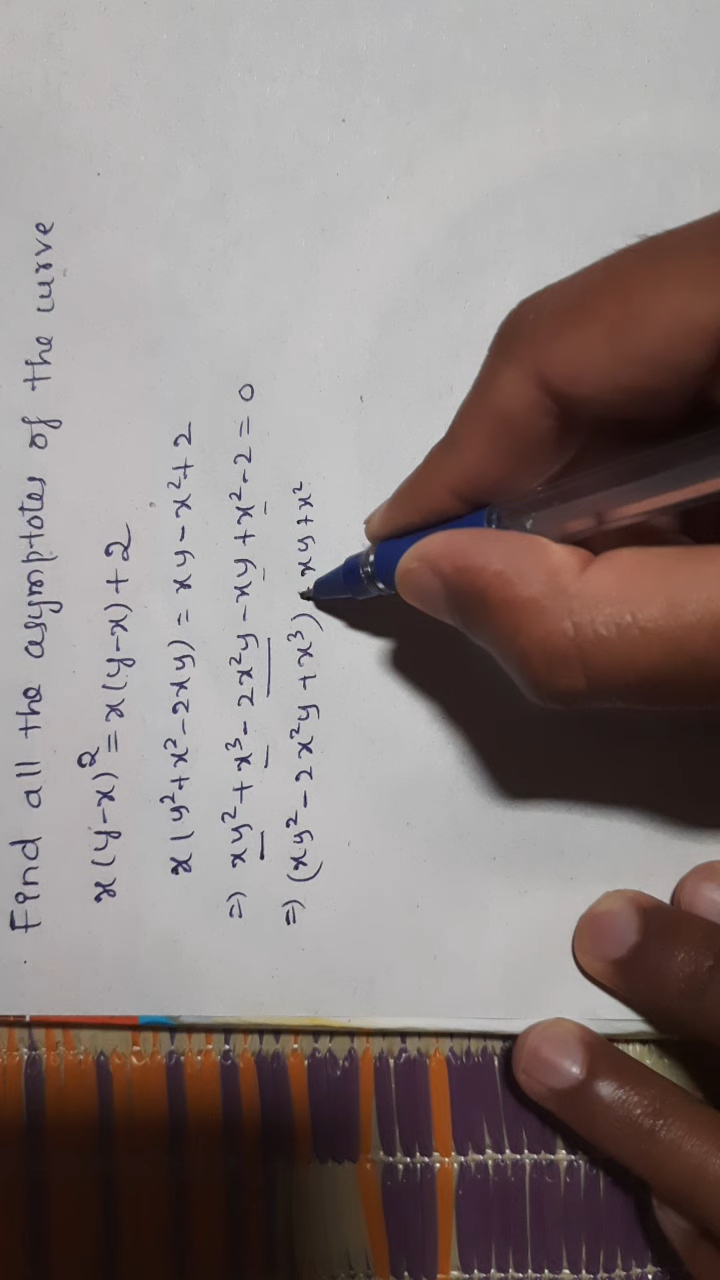 Find all the asymptotes of the curve
x(y-x)² = x(y-x)+2
x(y²+x²-2xy) = xy-x²+2
⇒) xy²+x³-2x²y-xy+x²-2=0
⇒) (xy²-2x²y+x³) xy+x²